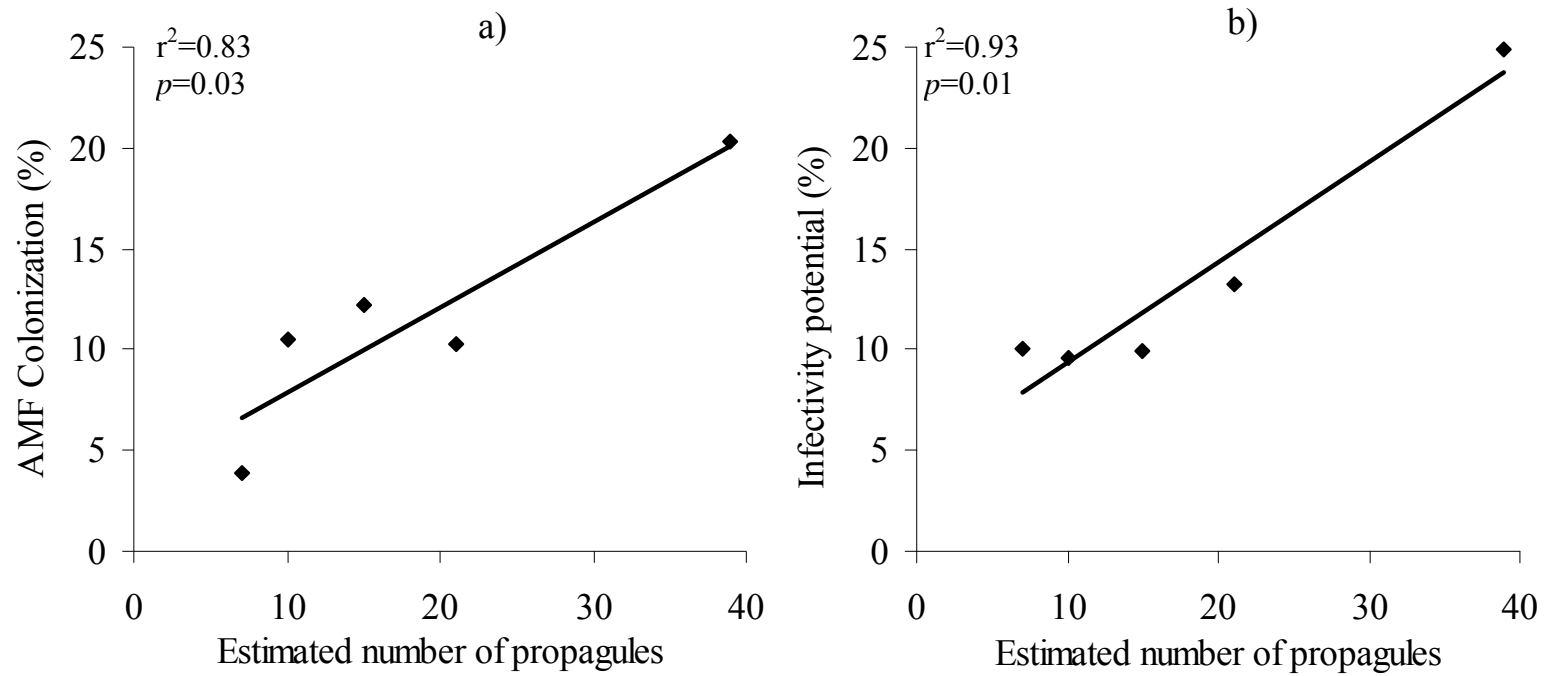 a)
r²=0.83
p=0.03
25
20
15
10
5
0
AMF Colonization (%)
0 10 20 30 40
Estimated number of propagules
b)
r²=0.93
p=0.01
25
20
15
10
5
0
Infectivity potential (%)
0 10 20 30 40
Estimated number of propagules